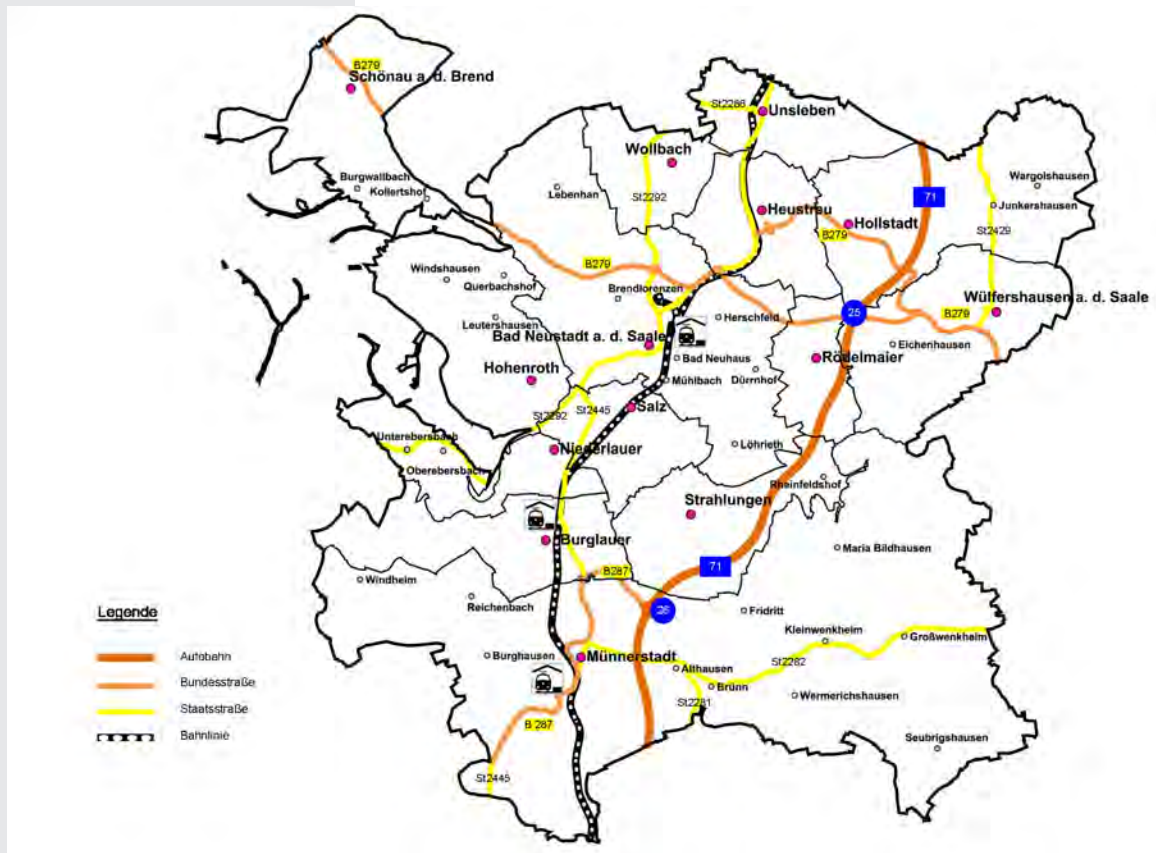 B279
Schönau a. d. Brend
St2286
Unsleben
Wollbach
Burgwallbach
Kollertshof
Lebenhan
St2292
Wargolshausen
71
Junkershausen
Heustreu
Hollstadt
B279
St2429
B279
Windshausen
Querbachshof
Brendlorenzen
Leutershausen
Herschfeld
25
B279
Wülfershausen a. d. Saale
Bad Neustadt a. d. Saale
Eichenhausen
Hohenroth
Bad Neuhaus
Rödelmaier
Mühlbach
Dürrnhof
St2292
St2445
Salz
Unterebersbach
Niederlauer
Löhrieth
Oberebersbach
Rheinfeldshof
Strahlungen
Burglauer
Maria Bildhausen
Windheim
B287
71
Reichenbach
26
Fridritt
Legende
Kleinwenkheim
Großwenkheim
Autobahn
Burghausen
Münnerstadt
St2282
Althausen
Bundesstraße
Brünn
Wermerichshausen
Staatsstraße
St2281
B 287
Bahnlinie
Seubrigshausen
St2445